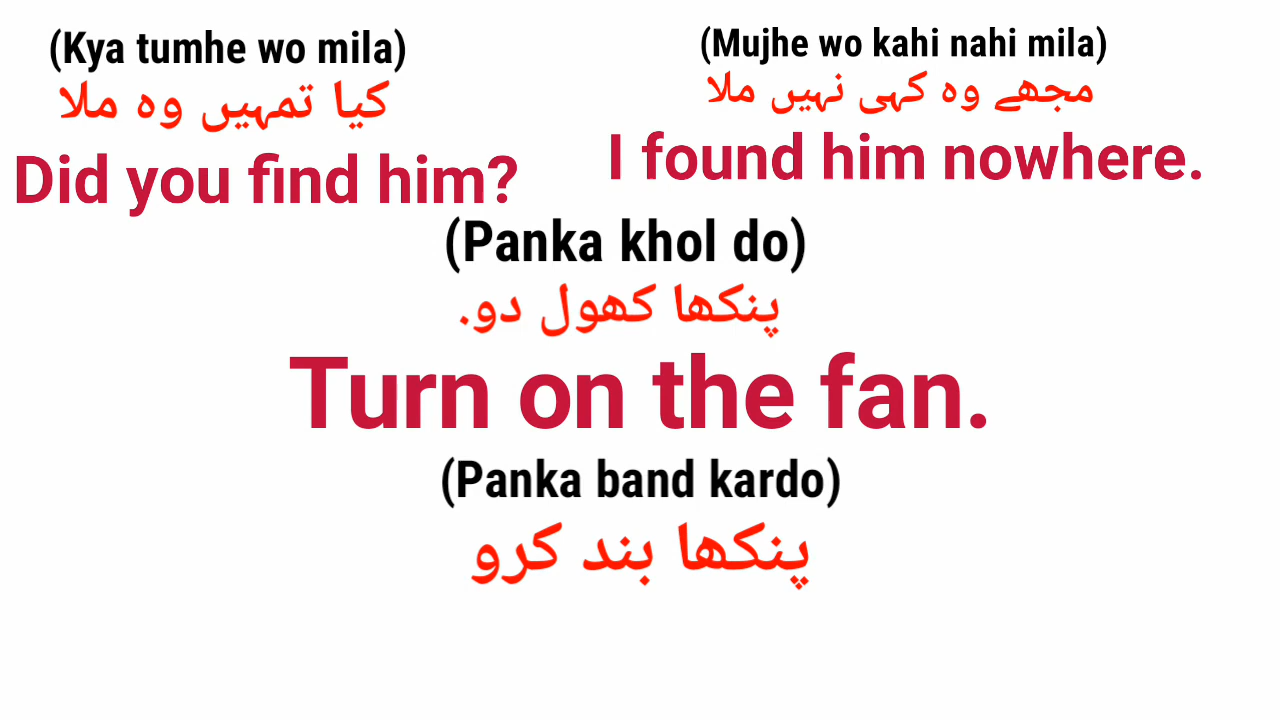 (Kya tumhe wo mila)
کیا تمہیں وہ ملا
Did you find him?
(Mujhe wo kahi nahi mila)
مجھے وہ کہی نہیں ملا
I found him nowhere.
(Panka khol do)
پنکھا کھول دو.
Turn on the fan.
(Panka band kardo)
پنکھا بند کرو